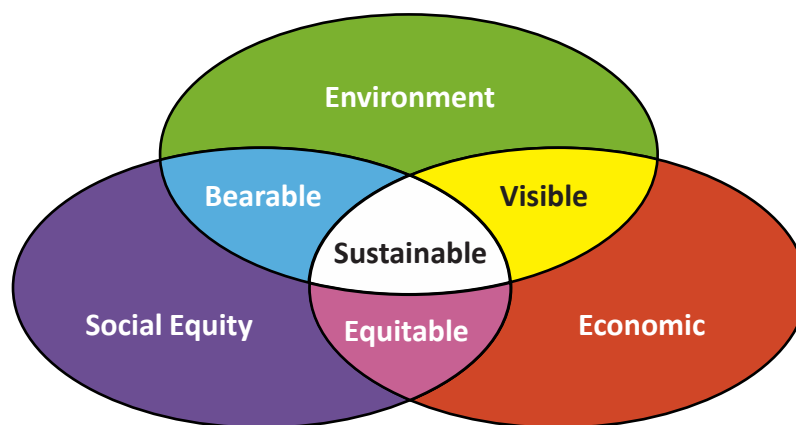 Environment
Bearable
Visible
Sustainable
Social Equity
Equitable
Economic